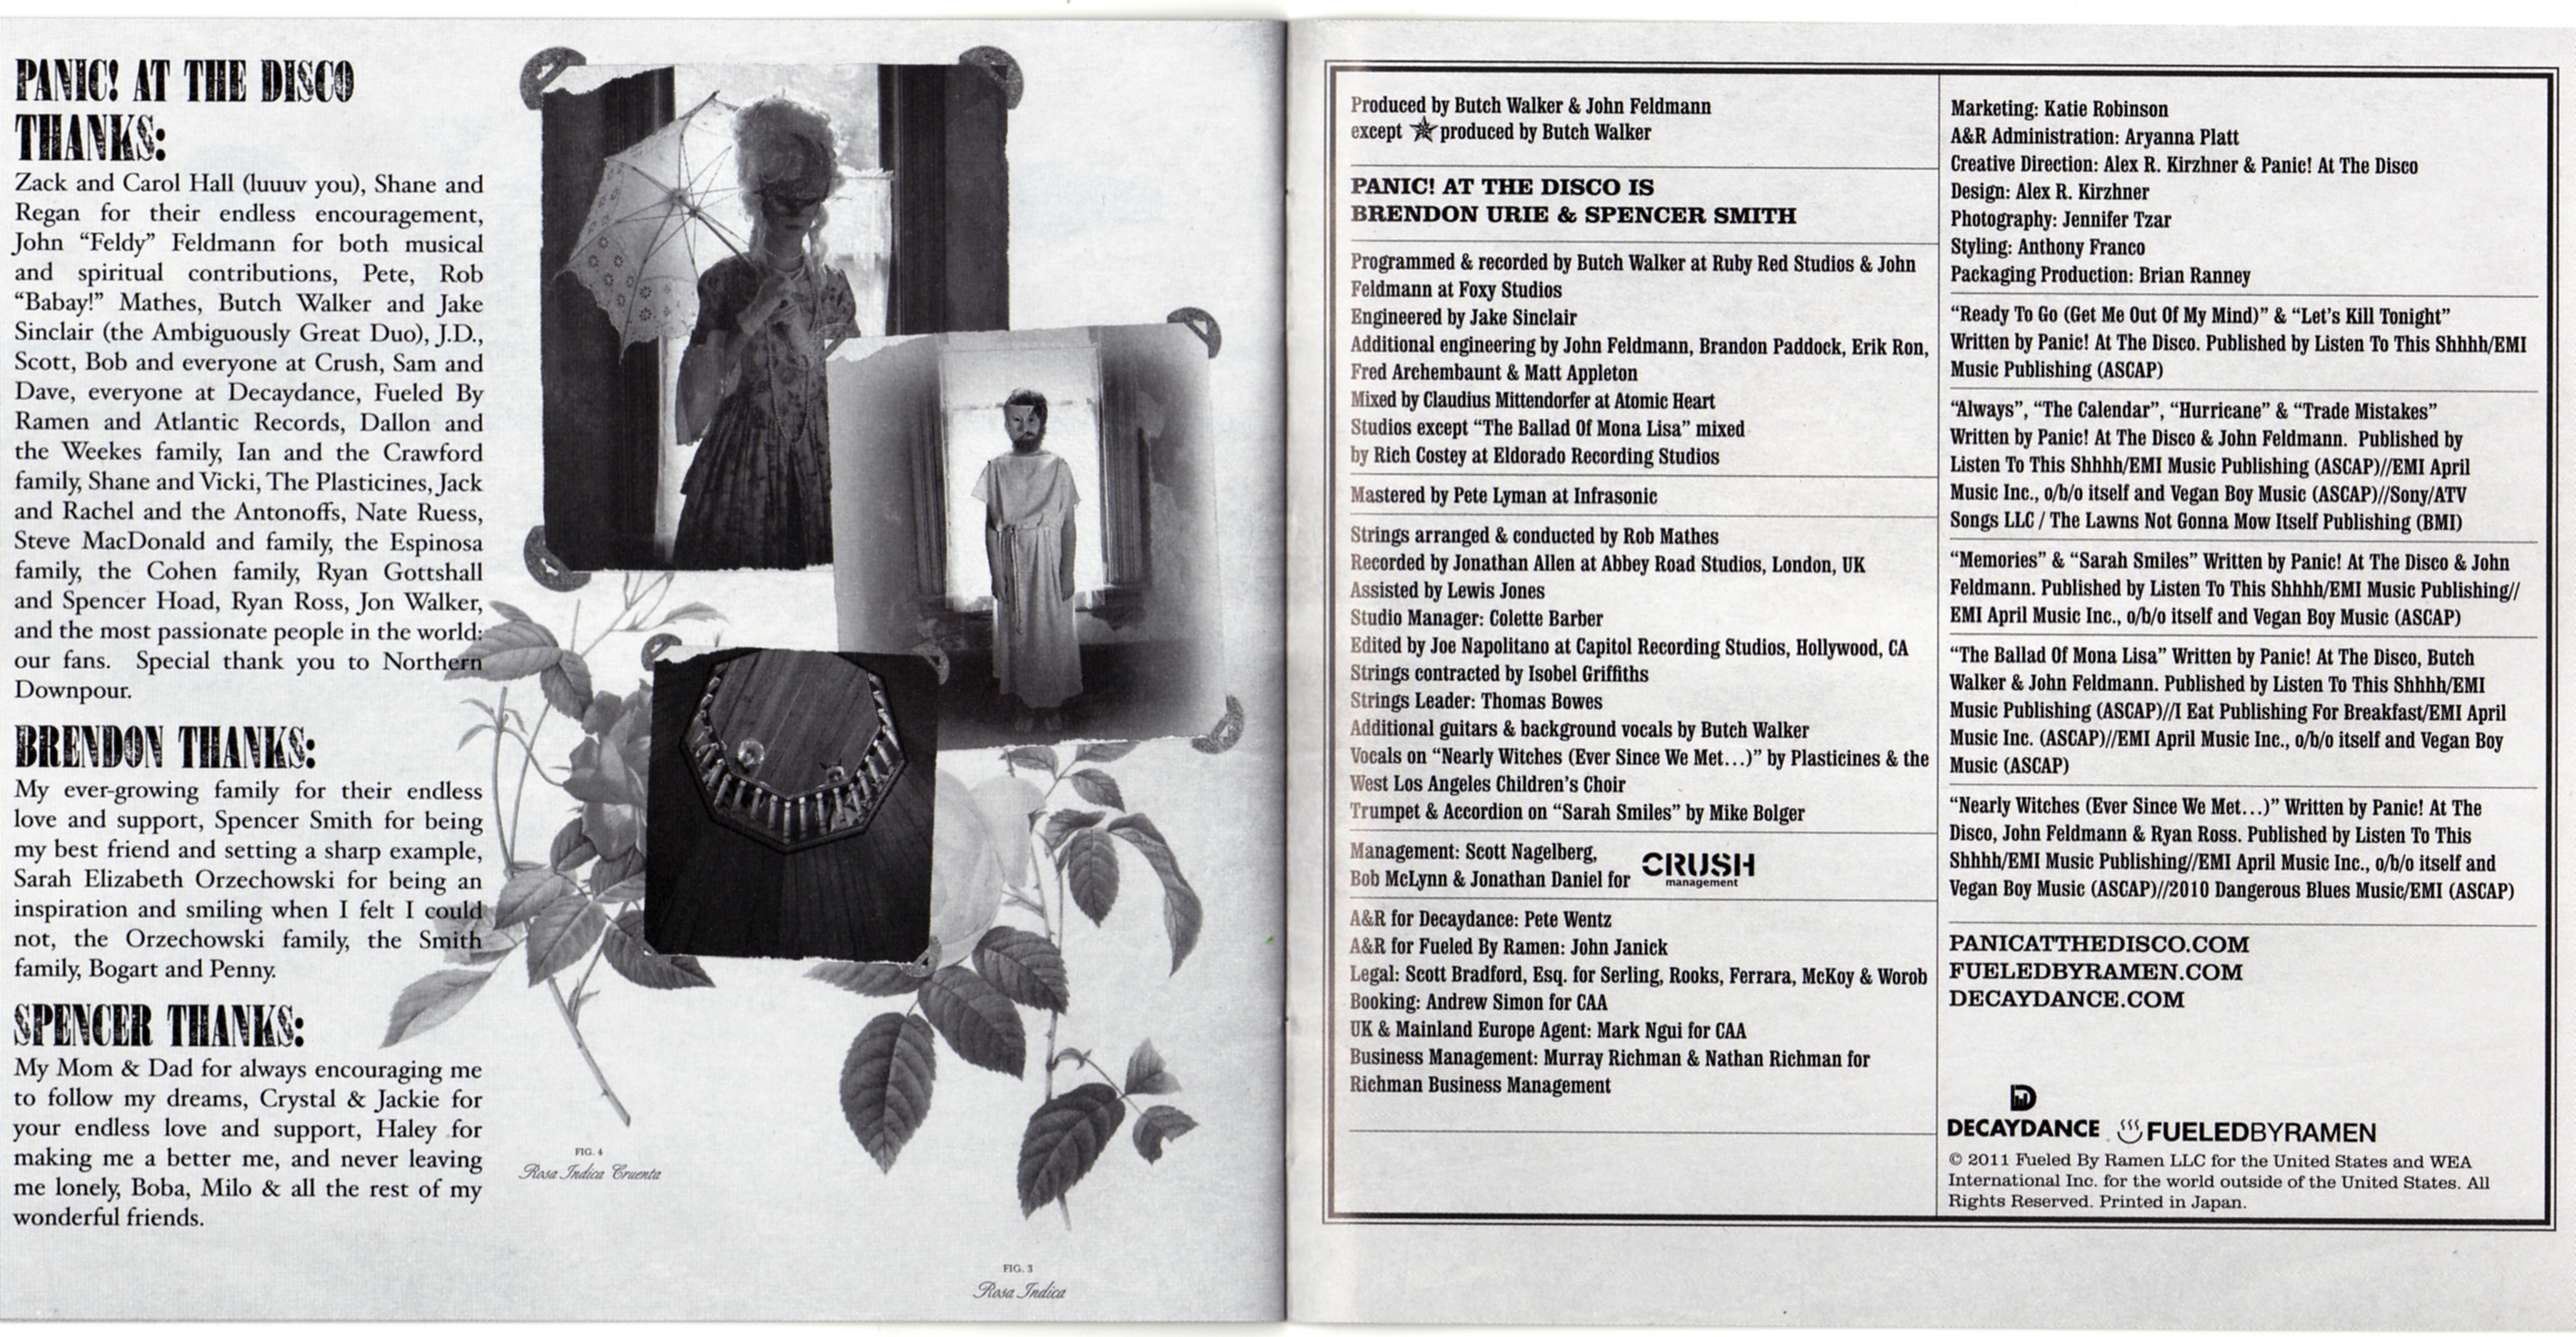 PANIC! AT THE DISCO
THANKS:
Zack and Carol Hall (luuuv you), Shane and
Regan for their endless encouragement,
John “Feldy” Feldmann for both musical
and spiritual contributions, Pete, Rob
“Babay!” Mathes, Butch Walker and Jake
Sinclair (the Ambiguously Great Duo), J.D.,
Scott, Bob and everyone at Crush, Sam and
Dave, everyone at Decaydance, Fueled By
Ramen and Atlantic Records, Dallon and
the Weekes family, Ian and the Crawford
family, Shane and Vicki, The Plasticines, Jack
and Rachel and the Antonoffs, Nate Ruess,
Steve MacDonald and family, the Espinosa
family, the Cohen family, Ryan Gottshall
and Spencer Hoad, Ryan Ross, Jon Walker,
and the most passionate people in the world:
our fans. Special thank you to Northern
Downpour.
BRENDON THANKS:
My ever-growing family for their endless
love and support, Spencer Smith for being
my best friend and setting a sharp example,
Sarah Elizabeth Orzechowski for being an
inspiration and smiling when I felt I could
not, the Orzechowski family, the Smith
family, Bogart and Penny.
SPENCER THANKS:
My Mom & Dad for always encouraging me
to follow my dreams, Crystal & Jackie for
your endless love and support, Haley for
making me a better me, and never leaving
me lonely, Boba, Milo & all the rest of my
wonderful friends.
FIG. 4
Rosa Indica Cruenta
FIG. 3
Rosa Indica
Produced by Butch Walker & John Feldmann
except ★ produced by Butch Walker
PANIC! AT THE DISCO IS
BRENDON URIE & SPENCER SMITH
Programmed & recorded by Butch Walker at Ruby Red Studios & John
Feldmann at Foxy Studios
Engineered by Jake Sinclair
Additional engineering by John Feldmann, Brandon Paddock, Erik Ron,
Fred Archembaunt & Matt Appleton
Mixed by Claudius Mittendorfer at Atomic Heart
Studios except “The Ballad Of Mona Lisa” mixed
by Rich Costey at Eldorado Recording Studios
Mastered by Pete Lyman at Infrasonic
Strings arranged & conducted by Rob Mathes
Recorded by Jonathan Allen at Abbey Road Studios, London, UK
Assisted by Lewis Jones
Studio Manager: Colette Barber
Edited by Joe Napolitano at Capitol Recording Studios, Hollywood, CA
Strings contracted by Isobel Griffiths
Strings Leader: Thomas Bowes
Additional guitars & background vocals by Butch Walker
Vocals on “Nearly Witches (Ever Since We Met…)” by Plasticines & the
West Los Angeles Children’s Choir
Trumpet & Accordion on “Sarah Smiles” by Mike Bolger
Management: Scott Nagelberg,
Bob McLynn & Jonathan Daniel for
CRUSH
management
A&R for Decaydance: Pete Wentz
A&R for Fueled By Ramen: John Janick
Legal: Scott Bradford, Esq. for Serling, Rooks, Ferrara, McKoy & Worob
Booking: Andrew Simon for CAA
UK & Mainland Europe Agent: Mark Ngui for CAA
Business Management: Murray Richman & Nathan Richman for
Richman Business Management
Marketing: Katie Robinson
A&R Administration: Aryanna Platt
Creative Direction: Alex R. Kirzhner & Panic! At The Disco
Design: Alex R. Kirzhner
Photography: Jennifer Tzar
Styling: Anthony Franco
Packaging Production: Brian Ranney
“Ready To Go (Get Me Out Of My Mind)” & “Let’s Kill Tonight”
Written by Panic! At The Disco. Published by Listen To This Shhhh/EMI
Music Publishing (ASCAP)
“Always”, “The Calendar”, “Hurricane” & “Trade Mistakes”
Written by Panic! At The Disco & John Feldmann. Published by
Listen To This Shhhh/EMI Music Publishing (ASCAP)//EMI April
Music Inc., o/b/o itself and Vegan Boy Music (ASCAP)//Sony/ATV
Songs LLC / The Lawns Not Gonna Mow Itself Publishing (BMI)
“Memories” & “Sarah Smiles” Written by Panic! At The Disco & John
Feldmann. Published by Listen To This Shhhh/EMI Music Publishing//
EMI April Music Inc., o/b/o itself and Vegan Boy Music (ASCAP)
“The Ballad Of Mona Lisa” Written by Panic! At The Disco, Butch
Walker & John Feldmann. Published by Listen To This Shhhh/EMI
Music Publishing (ASCAP)//I Eat Publishing For Breakfast/EMI April
Music Inc. (ASCAP)//EMI April Music Inc., o/b/o itself and Vegan Boy
Music (ASCAP)
“Nearly Witches (Ever Since We Met…)” Written by Panic! At The
Disco, John Feldmann & Ryan Ross. Published by Listen To This
Shhhh/EMI Music Publishing//EMI April Music Inc., o/b/o itself and
Vegan Boy Music (ASCAP)//2010 Dangerous Blues Music/EMI (ASCAP)
PANICATTHEDISCO.COM
FUELEDBYRAMEN.COM
DECAYDANCE.COM
DECAYDANCE FUELEDBYRAMEN
© 2011 Fueled By Ramen LLC for the United States and WEA
International Inc. for the world outside of the United States. All
Rights Reserved. Printed in Japan.